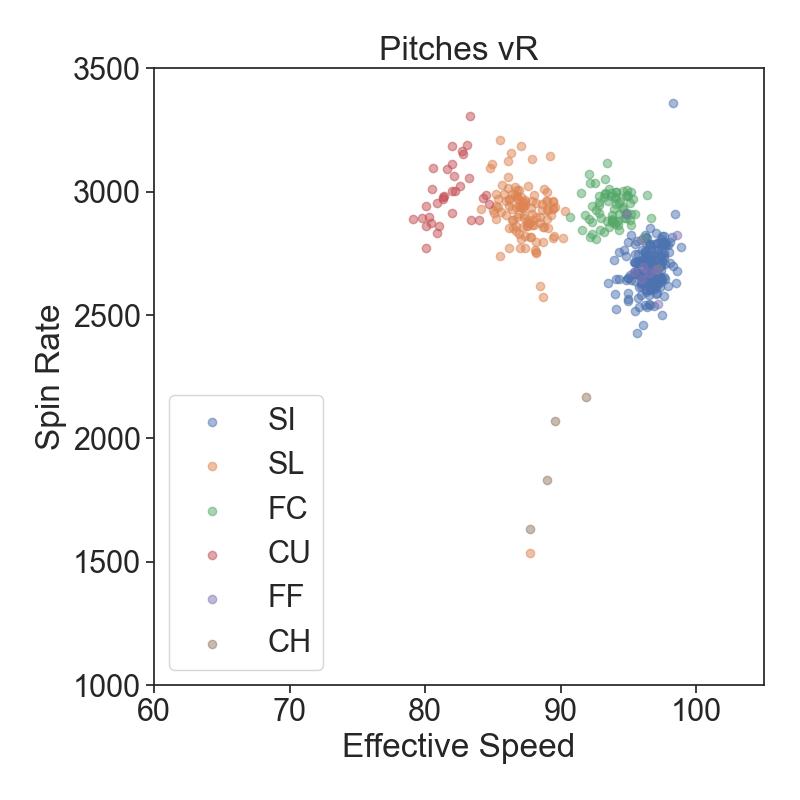 Pitches vR
3500
3000
2500
2000
1500
1000
Spin Rate
SI
SL
FC
CU
FF
CH
60
70
80
90
100
Effective Speed